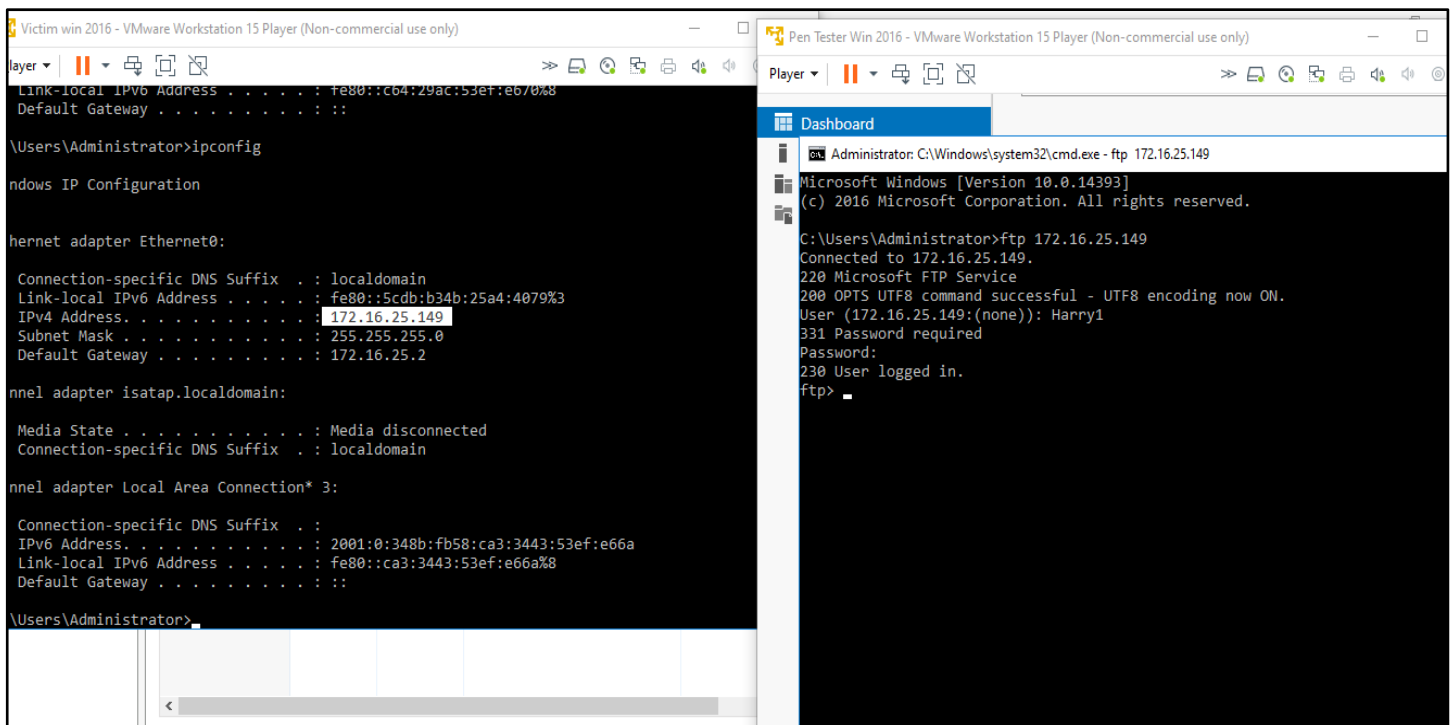 Victim win 2016 - VMware Workstation 15 Player (Non-commercial use only)
layer
Link-local IPv6 Address . . . . . : fe80::c64:29ac:53ef:e670%8
Default Gateway . . . . . . . . . : ::
\Users\Administrator>ipconfig
ndows IP Configuration
hernet adapter Ethernet0:
Connection-specific DNS Suffix  . : localdomain
Link-local IPv6 Address . . . . . : fe80::5cdb:b34b:25a4:4079%3
IPv4 Address. . . . . . . . . . . : 172.16.25.149
Subnet Mask . . . . . . . . . . . : 255.255.255.0
Default Gateway . . . . . . . . . : 172.16.25.2
nnel adapter isatap.localdomain:
Media State . . . . . . . . . . . : Media disconnected
Connection-specific DNS Suffix  . : localdomain
nnel adapter Local Area Connection* 3:
Connection-specific DNS Suffix  . :
IPv6 Address. . . . . . . . . . . : 2001:0:348b:fb58:ca3:3443:53ef:e66a
Link-local IPv6 Address . . . . . : fe80::ca3:3443:53ef:e66a%8
Default Gateway . . . . . . . . . : ::
\Users\Administrator>
Pen Tester Win 2016 - VMware Workstation 15 Player (Non-commercial use only)
Player
Dashboard
Administrator: C:\Windows\system32\cmd.exe - ftp 172.16.25.149
Microsoft Windows [Version 10.0.14393]
(c) 2016 Microsoft Corporation. All rights reserved.
C:\Users\Administrator>ftp 172.16.25.149
Connected to 172.16.25.149.
220 Microsoft FTP Service
200 OPTS UTF8 command successful - UTF8 encoding now ON.
User (172.16.25.149:(none)): Harry1
331 Password required
Password:
230 User logged in.
ftp>